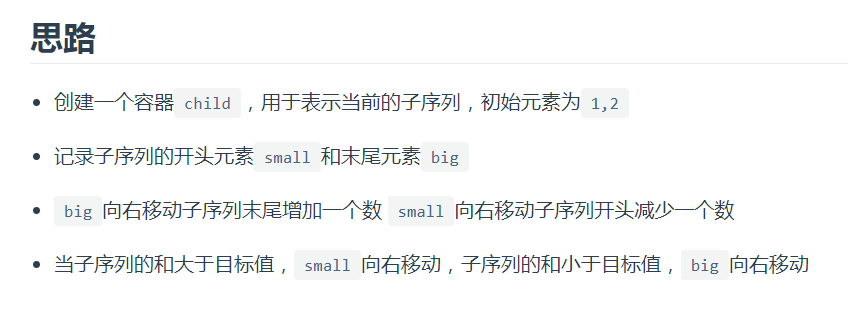 思路
创建一个容器 child ，用于表示当前的子序列，初始元素为 1,2
记录子序列的开头元素 small 和末尾元素 big
big 向右移动子序列末尾增加一个数 small 向右移动子序列开头减少一个数
当子序列的和大于目标值， small 向右移动，子序列的和小于目标值， big 向右移动